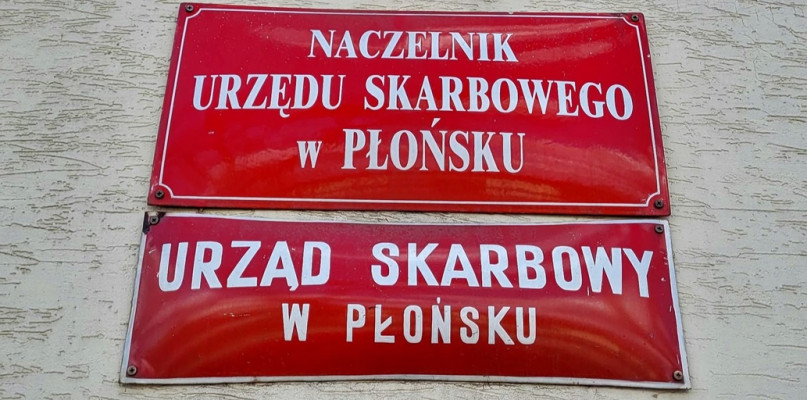 NACZELNIK
URZĘDU SKARBOWEGO
w PŁOŃSKU
URZĄD SKARBOWY
W PŁOŃSKU